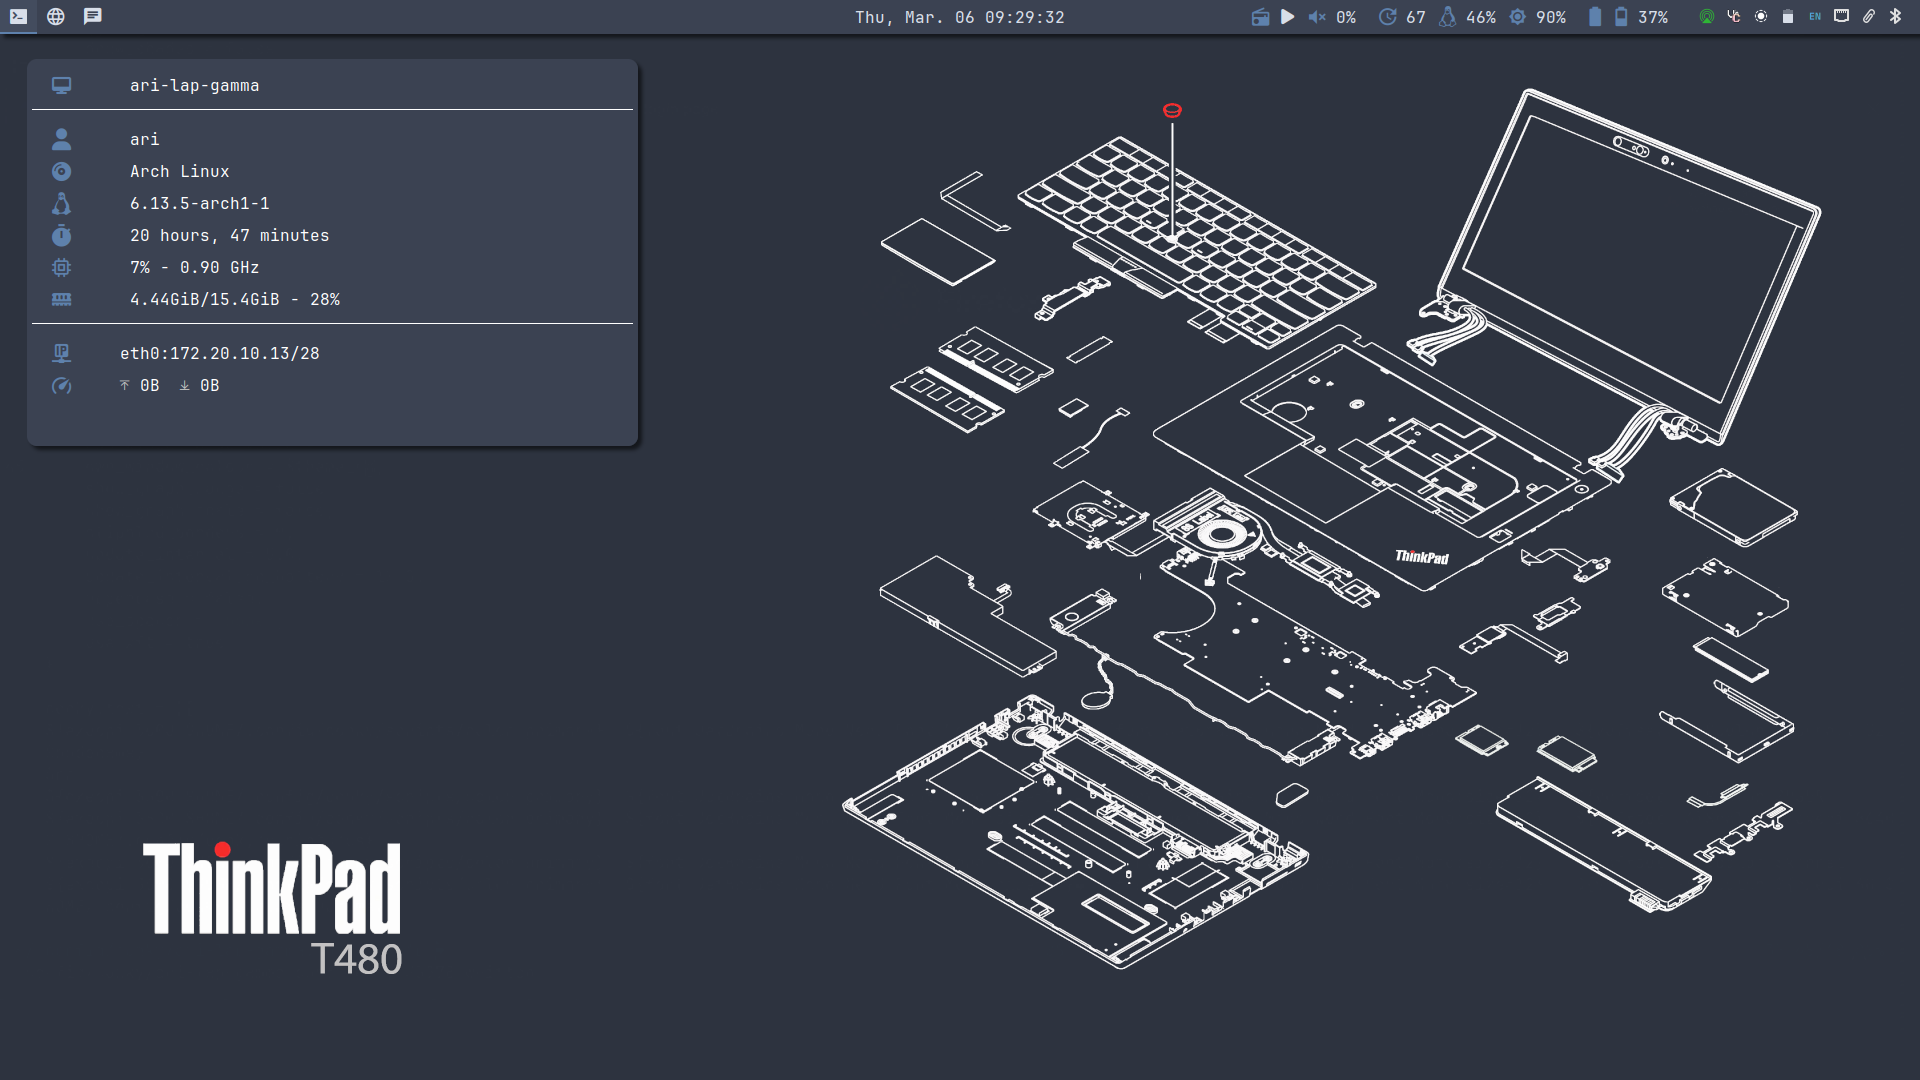 Thu, Mar. 06 09:29:32
0%
67
46%
90%
37%
EN
ari-lap-gamma
ari
Arch Linux
6.13.5-arch1-1
20 hours, 47 minutes
7% - 0.90 GHz
4.44GiB/15.4GiB - 28%
eth0:172.20.10.13/28
0B
0B
ThinkPad
ThinkPad
T480